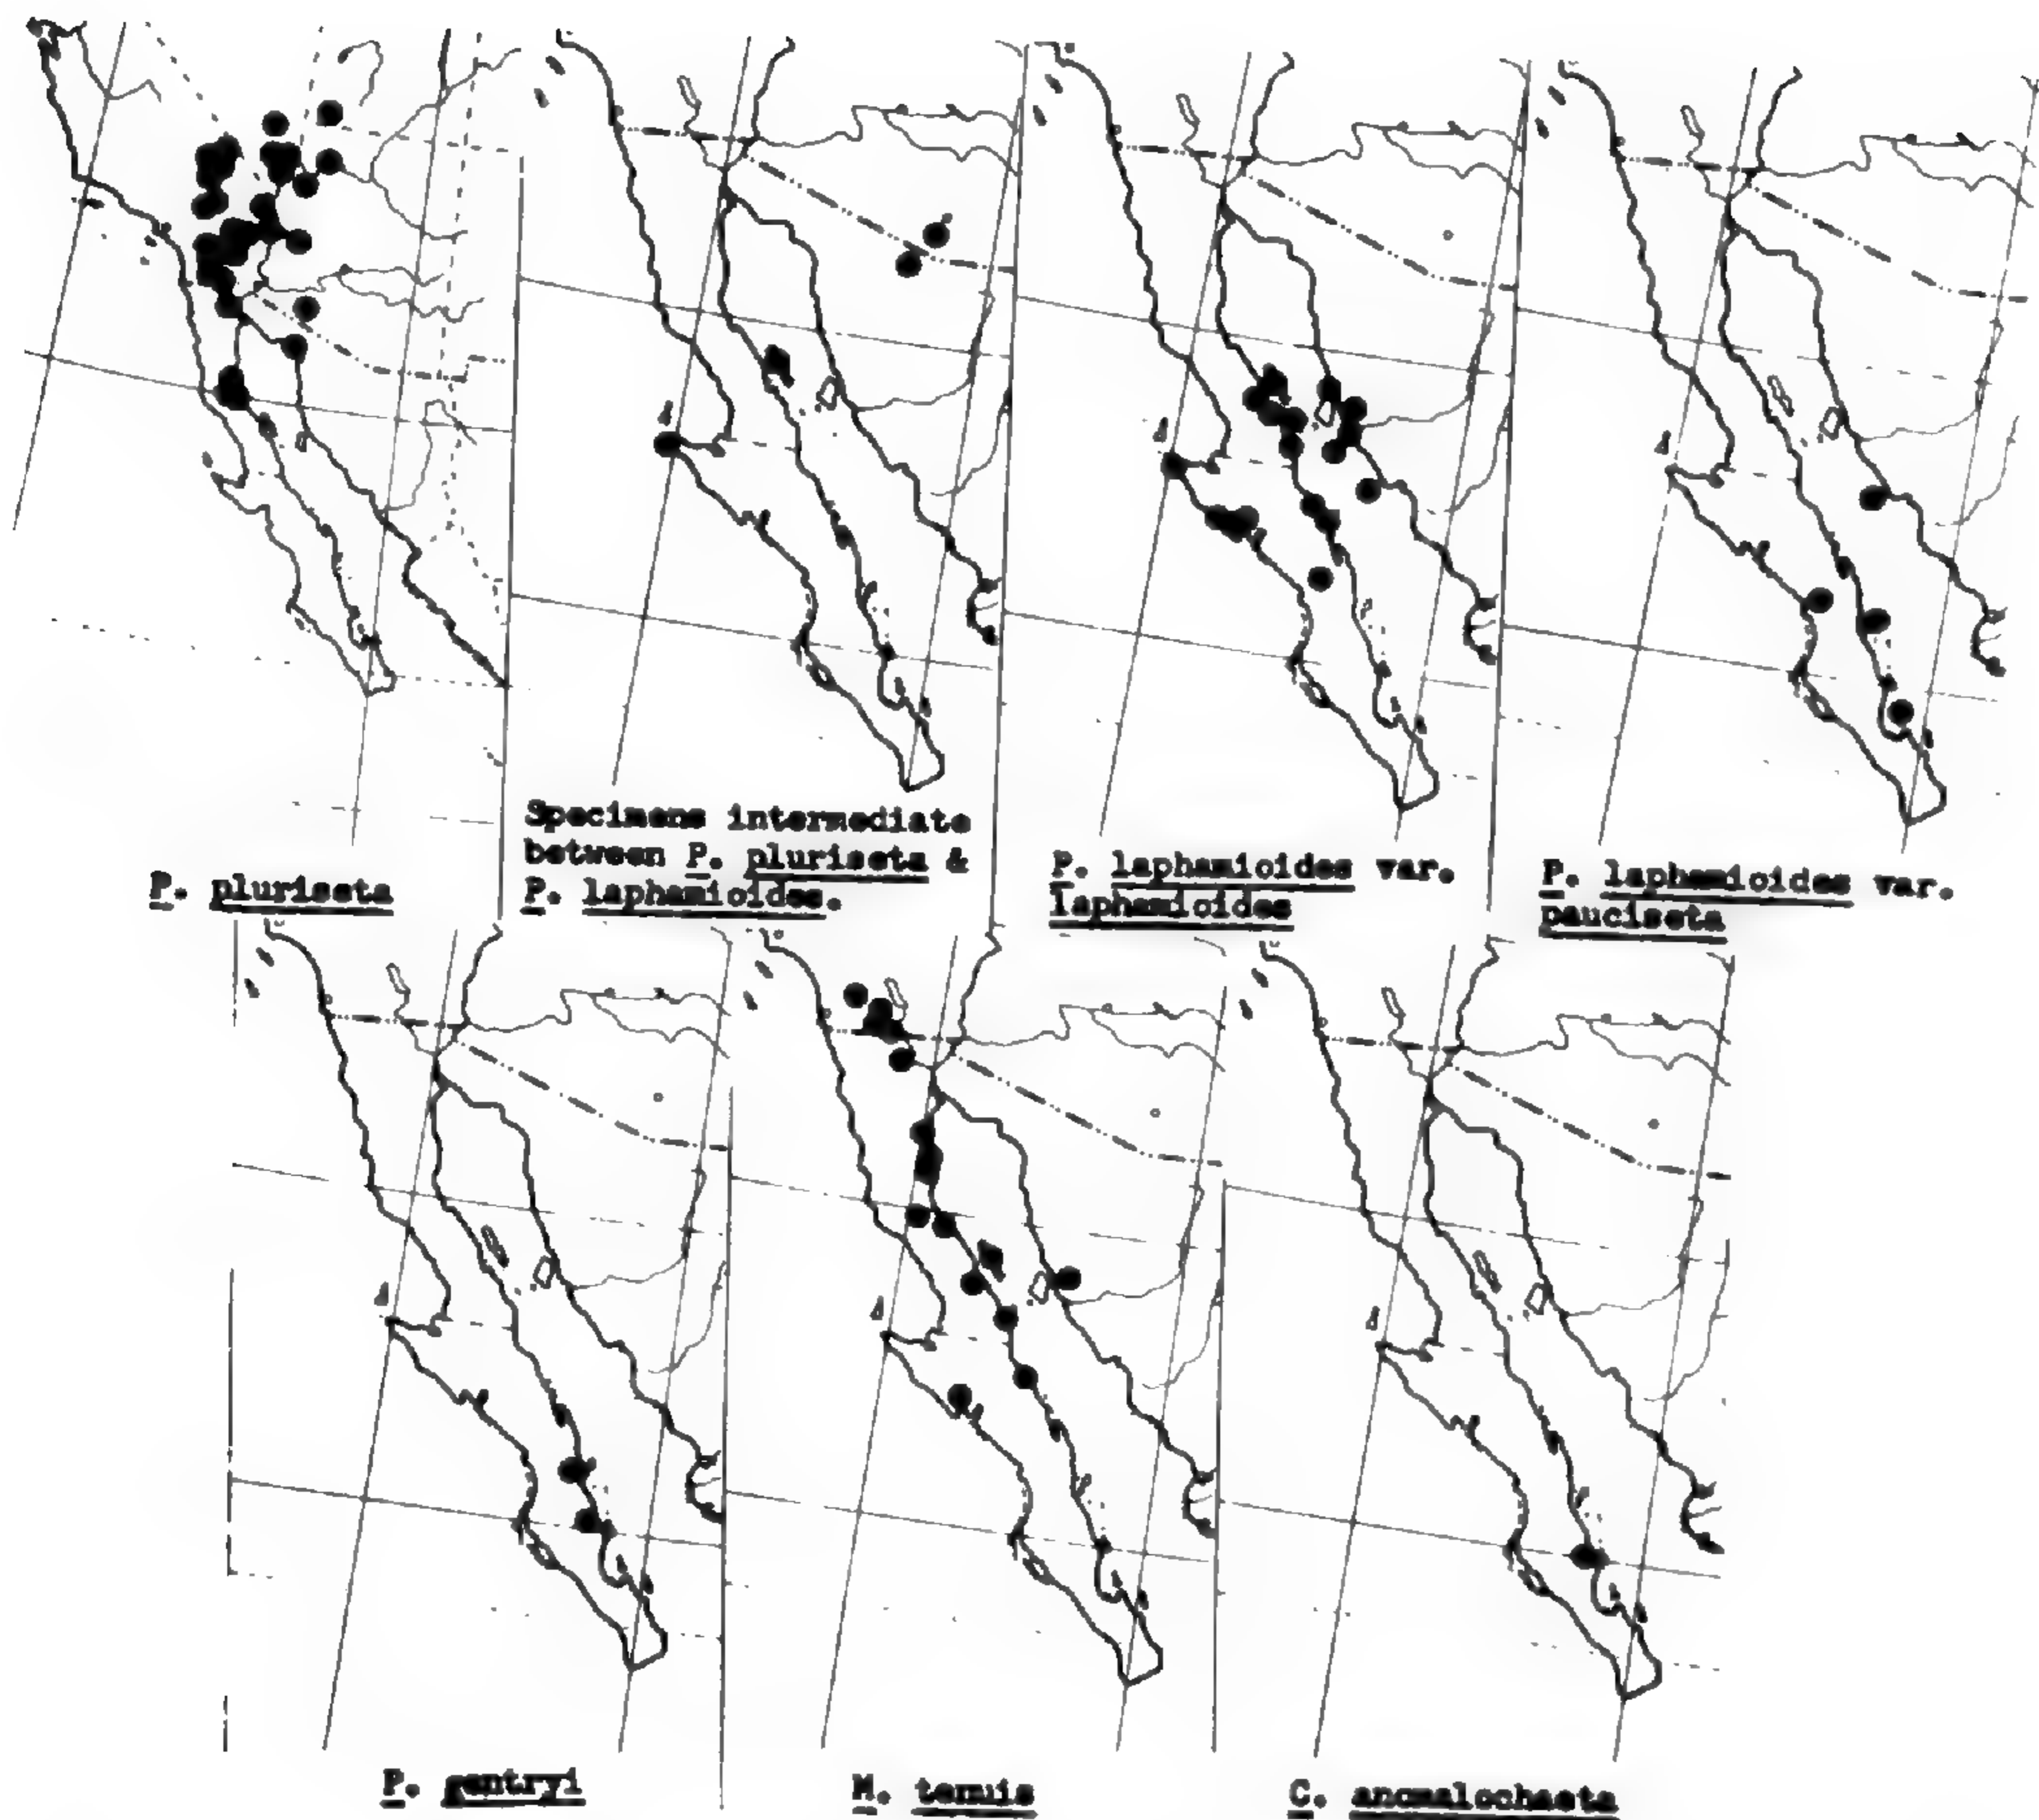 P. pluriseta
Specimens intermediate
between P. pluriseta &
P. laphamioides.
P. laphamioides var.
laphamioides
P. laphamioides var.
pauciseta
P. gentryi
M. tenuis
C. anomalochaeta